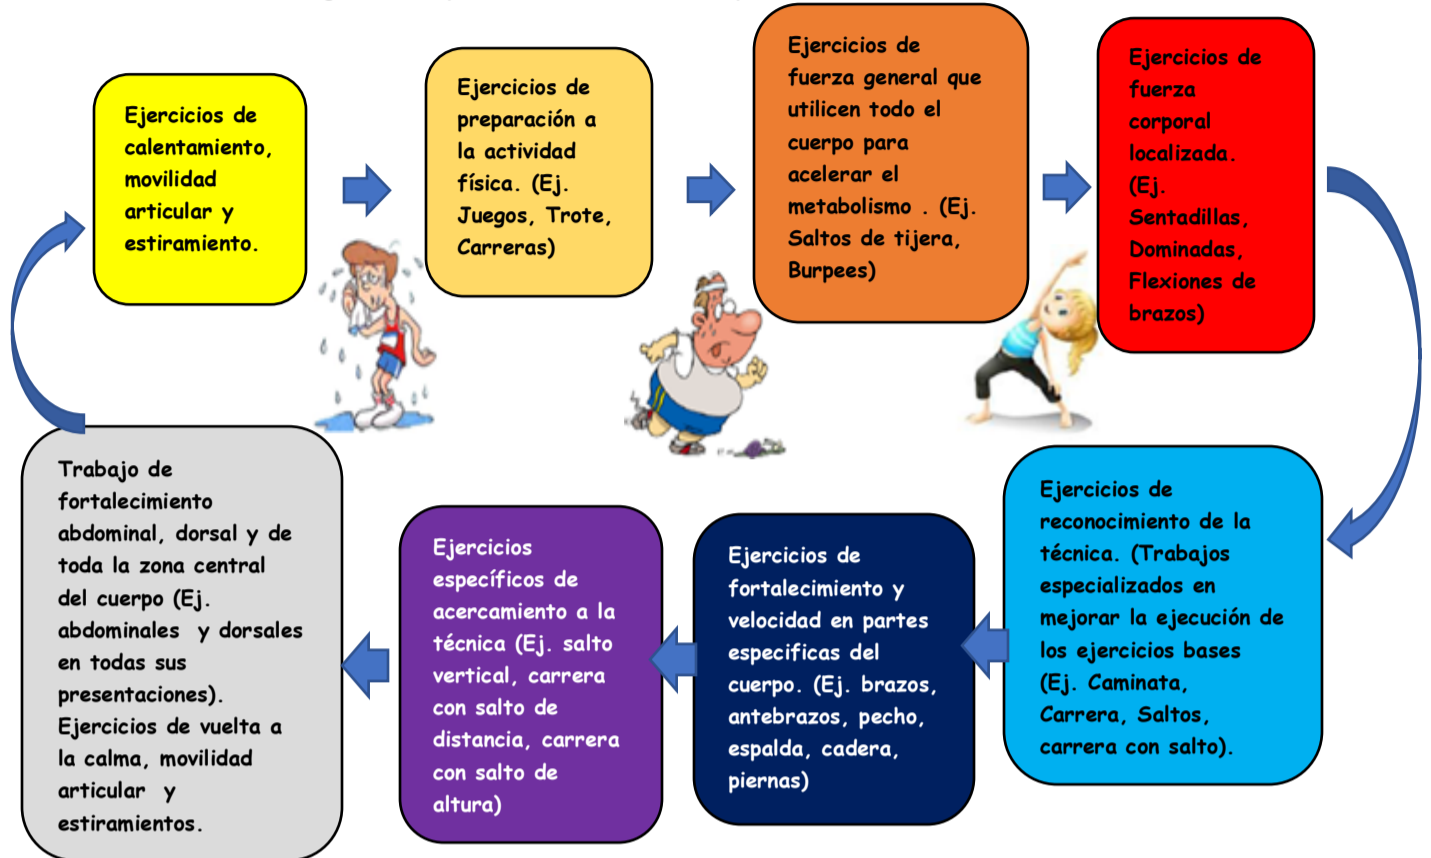 Ejercicios de
calentamiento,
movilidad
articular y
estiramiento.
Ejercicios de
preparación a
la actividad
física. (Ej.
Juegos, Trote,
Carreras)
Ejercicios de
fuerza general que
utilicen todo el
cuerpo para
acelerar el
metabolismo . (Ej.
Saltos de tijera,
Burpees)
Ejercicios de
fuerza
corporal
localizada.
(Ej.
Sentadillas,
Dominadas,
Flexiones de
brazos)
Ejercicios de
reconocimiento de la
técnica. (Trabajos
especializados en
mejorar la ejecución de
los ejercicios bases
(Ej. Caminata,
Carrera, Saltos,
carrera con salto).
Ejercicios de
fortalecimiento y
velocidad en partes
especificas del
cuerpo. (Ej. brazos,
antebrazos, pecho,
espalda, cadera,
piernas)
Ejercicios
específicos de
acercamiento a la
técnica (Ej. salto
vertical, carrera
con salto de
distancia, carrera
con salto de
altura)
Trabajo de
fortalecimiento
abdominal, dorsal y de
toda la zona central
del cuerpo (Ej.
abdominales  y dorsales
en todas sus
presentaciones).
Ejercicios de vuelta a
la calma, movilidad
articular  y
estiramientos.